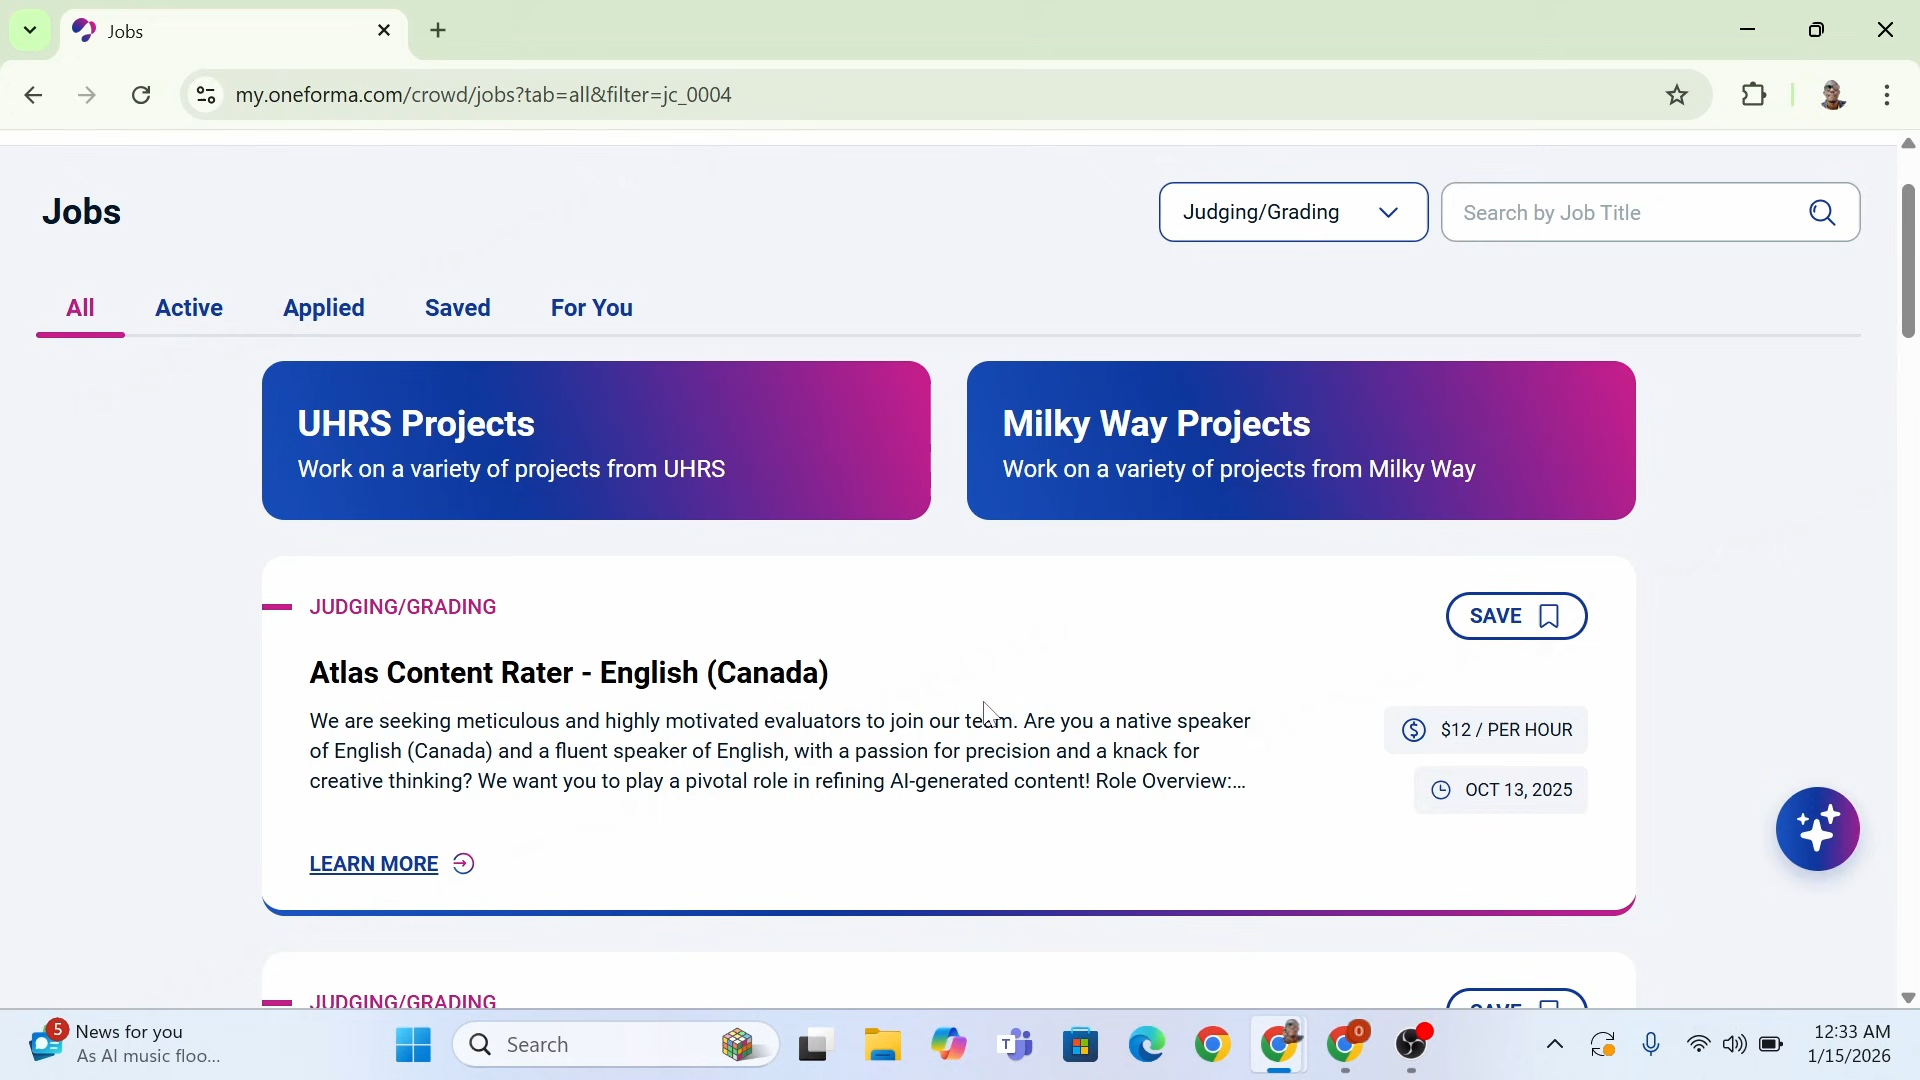 Jobs
my.oneforma.com/crowd/jobs?tab=all&filter=jc_0004
Jobs
Judging/Grading
Search by Job Title
All
Active
Applied
Saved
For You
UHRS Projects
Work on a variety of projects from UHRS
Milky Way Projects
Work on a variety of projects from Milky Way
JUDGING/GRADING
SAVE
Atlas Content Rater - English (Canada)
We are seeking meticulous and highly motivated evaluators to join our team. Are you a native speaker
of English (Canada) and a fluent speaker of English, with a passion for precision and a knack for
creative thinking? We want you to play a pivotal role in refining AI-generated content! Role Overview:...
$12 / PER HOUR
OCT 13, 2025
LEARN MORE
JUDGING/GRADING
SAVE
5
News for you
As AI music floo...
Search
0
12:33 AM
1/15/2026